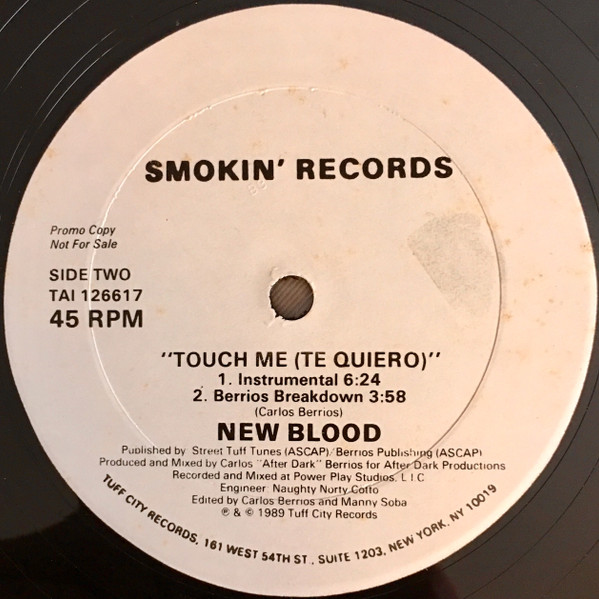 SMOKIN' RECORDS
Promo Copy
Not For Sale
SIDE TWO
TAI 126617
45 RPM
"TOUCH ME (TE QUIERO)"
1. Instrumental 6:24
2. Berrios Breakdown 3:58
(Carlos Berrios)
NEW BLOOD
Published by Street Tuff Tunes (ASCAP)/Berrios Publishing (ASCAP)
Produced and Mixed by Carlos "After Dark" Berrios for After Dark Productions
Recorded and Mixed at Power Play Studios, L.I.C
Engineer: Naughty Norty Cotto
Edited by Carlos Berrios and Manny Soba
℗ & © 1989 Tuff City Records
TUFF CITY RECORDS, 161 WEST 54TH ST., SUITE 1203, NEW YORK, NY 10019